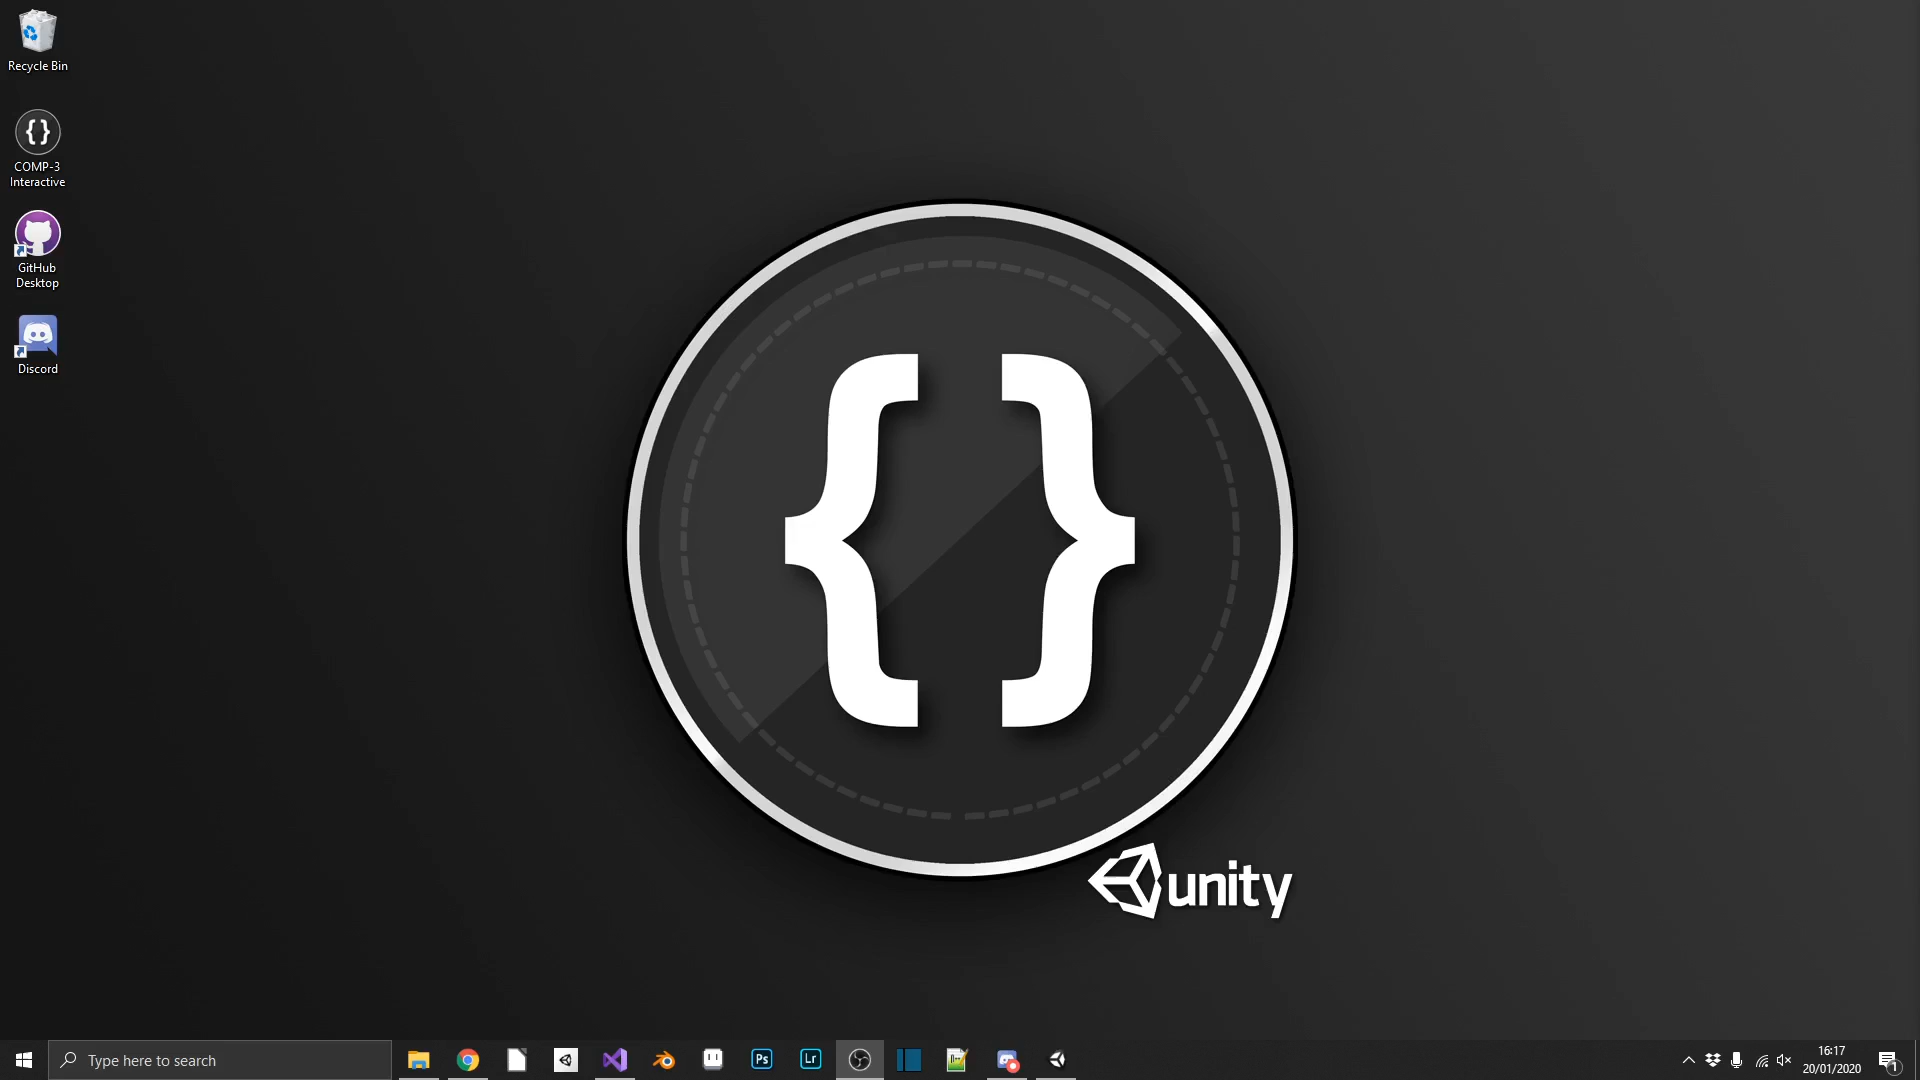 Recycle Bin
{}
COMP-3
Interactive
GitHub
Desktop
Discord
{ }
unity
Type here to search
Ps
Lr
16:17
20/01/2020
1